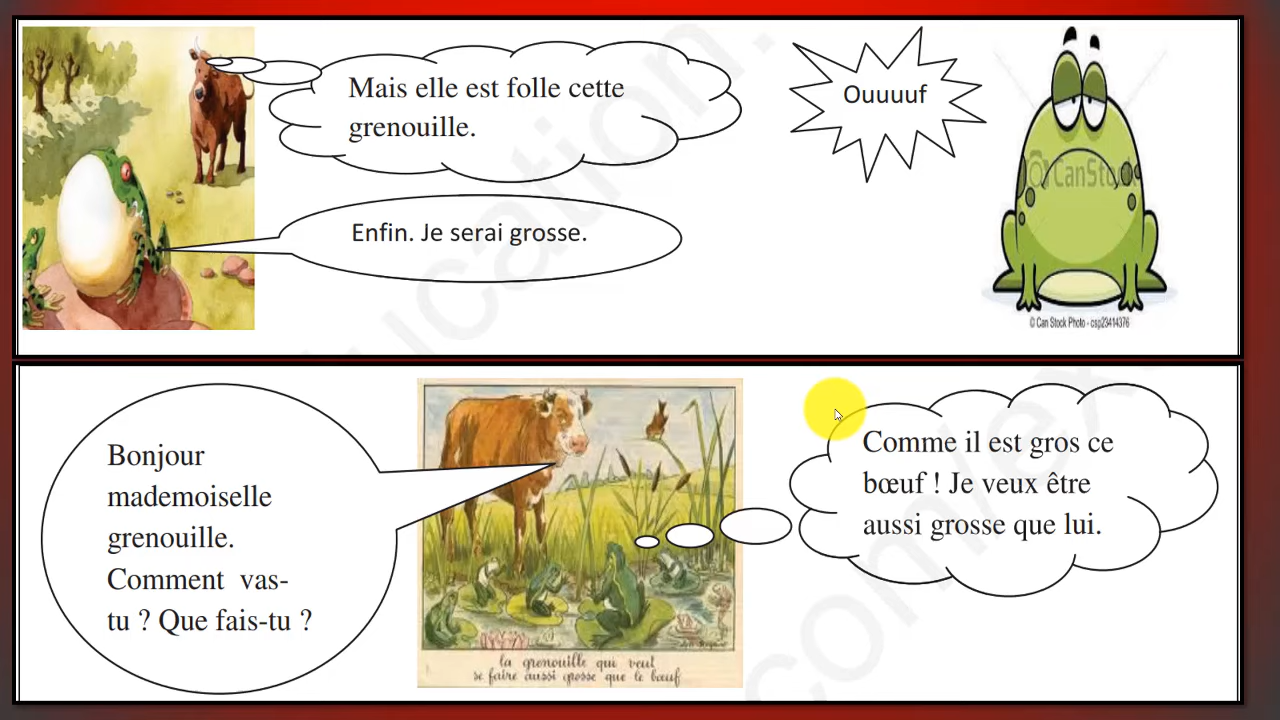 Mais elle est folle cette
grenouille.
Ouuuuf
Enfin. Je serai grosse.
CanStock
© Can Stock Photo - csp23414376
Bonjour
mademoiselle
grenouille.
Comment vas-
tu ? Que fais-tu ?
Comme il est gros ce
bœuf ! Je veux être
aussi grosse que lui.
la grenouille qui veut
se faire aussi grosse que le bœuf